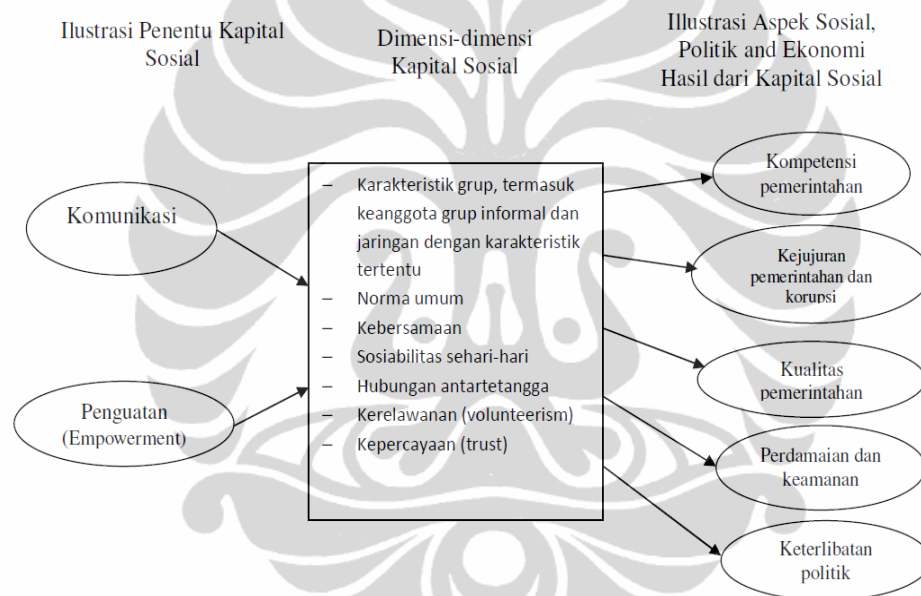 Ilustrasi Penentu Kapital
Sosial
Dimensi-dimensi
Kapital Sosial
Illustrasi Aspek Sosial,
Politik and Ekonomi
Hasil dari Kapital Sosial
Komunikasi
Penguatan
(Empowerment)
– Karakteristik grup, termasuk
keanggota grup informal dan
jaringan dengan karakteristik
tertentu
– Norma umum
– Kebersamaan
– Sosiabilitas sehari-hari
– Hubungan antartetangga
– Kerelawanan (volunteerism)
– Kepercayaan (trust)
Kompetensi
pemerintahan
Kejujuran
pemerintahan dan
korupsi
Kualitas
pemerintahan
Perdamaian dan
keamanan
Keterlibatan
politik